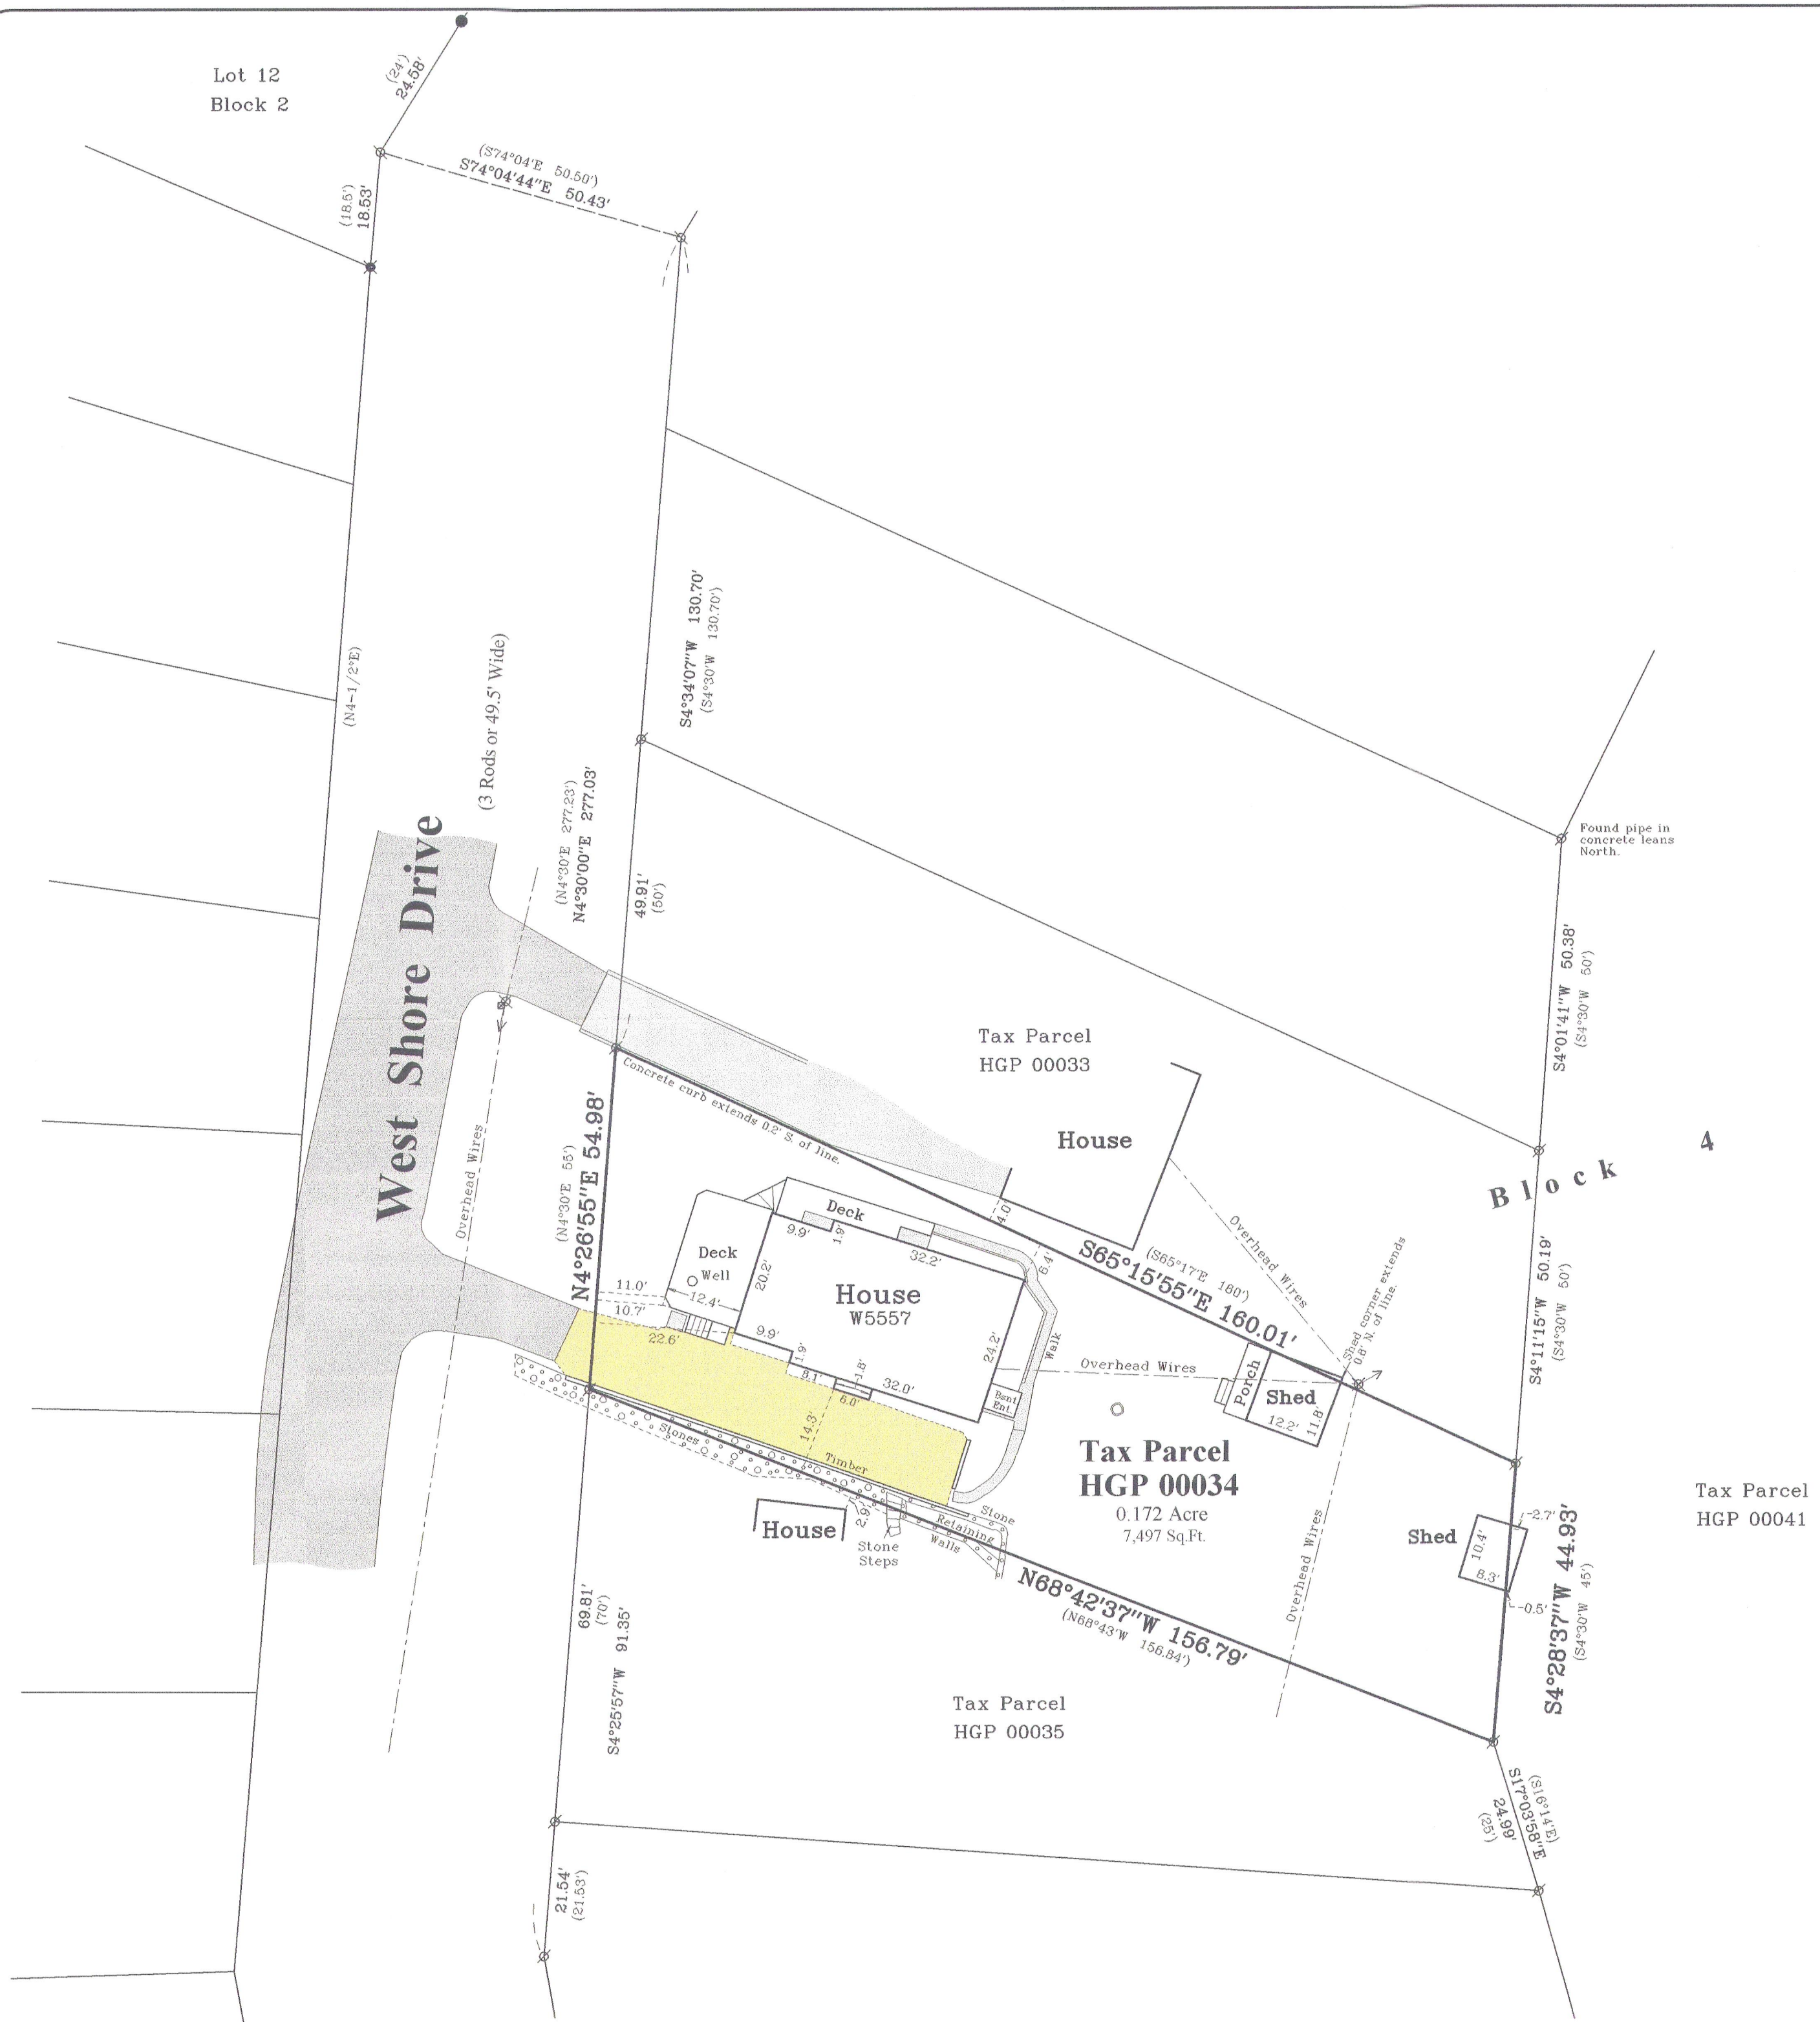 Lot 12
Block 2
(24')
24.58'
(S74°04'E 50.50')
S74°04'44"E 50.43'
(18.5')
18.53'
(N4-1/2°E)
(3 Rods or 49.5' Wide)
S4°34'07"W 130.70'
(S4°30'W 130.70')
(N4°30'E 277.23')
N4°30'00"E 277.03'
49.91'
(50')
Found pipe in
concrete leans
North.
S4°01'41"W 50.38'
(S4°30'W 50')
West Shore Drive
Overhead Wires
Tax Parcel
HGP 00033
House
Concrete curb extends 0.2' S. of line.
Block 4
(N4°30'E 55')
N4°26'55"E 54.98'
4.0'
6.4'
(S65°17'E 160')
S65°15'55"E 160.01'
Overhead Wires
Shed corner extends
0.8' N. of line.
S4°11'15"W 50.19'
(S4°30'W 50')
Deck
Deck
Well
9.9'
1.9'
32.2'
20.2'
House
W5557
24.2'
Walk
11.0'
10.7'
12.4'
22.6'
9.9'
1.9'
8.1'
1.8'
6.0'
32.0'
14.3'
Bsnt
Ent.
Overhead Wires
Porch
Shed
12.2'
11.8'
Stones
Timber
Stone
Retaining
Walls
House
2.9'
Stone
Steps
Tax Parcel
HGP 00034
0.172 Acre
7,497 Sq.Ft.
Overhead Wires
Shed
10.4'
8.3'
2.7'
0.5'
Tax Parcel
HGP 00041
S4°28'37"W 44.93'
(S4°30'W 45')
N68°42'37"W 156.79'
(N68°43'W 156.84')
69.81'
(70')
S4°25'57"W 91.35'
Tax Parcel
HGP 00035
(S16°14'E)
S17°03'58"E
24.99'
(25')
21.54'
(21.53')